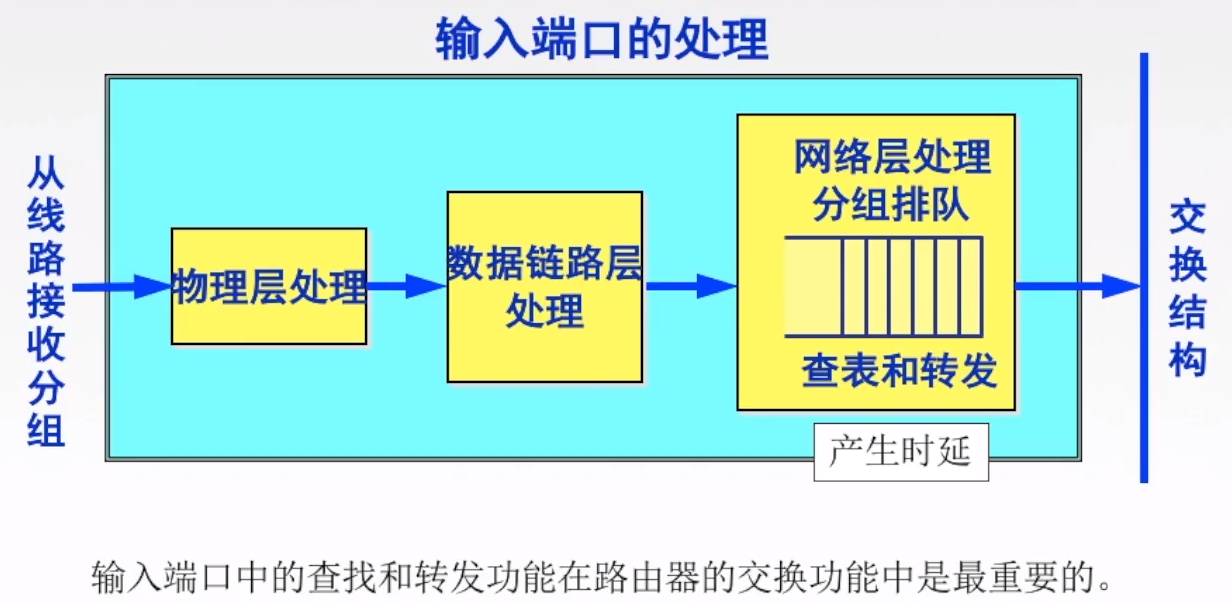 输入端口的处理
从线路接收分组
物理层处理
数据链路层
处理
网络层处理
分组排队
查表和转发
产生时延
交换结构
输入端口中的查找和转发功能在路由器的交换功能中是最重要的。